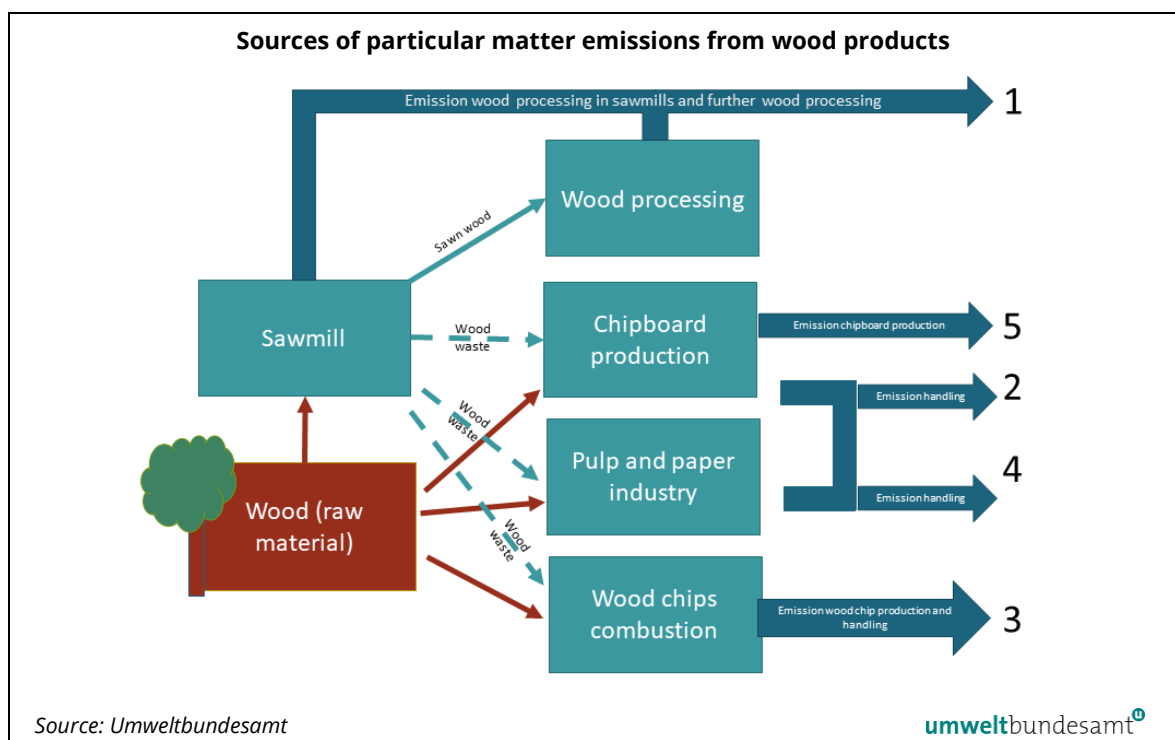 Sources of particular matter emissions from wood products
Emission wood processing in sawmills and further wood processing
1
Wood processing
Sawn wood
Sawmill
Wood
waste
Chipboard
production
Emission chipboard production
5
Emission handling
2
Wood
waste
Pulp and paper
industry
Emission handling
4
Wood (raw
material)
Wood
waste
Wood chips
combustion
Emission wood chip production and
handling
3
Source: Umweltbundesamt
umweltbundesamt
u